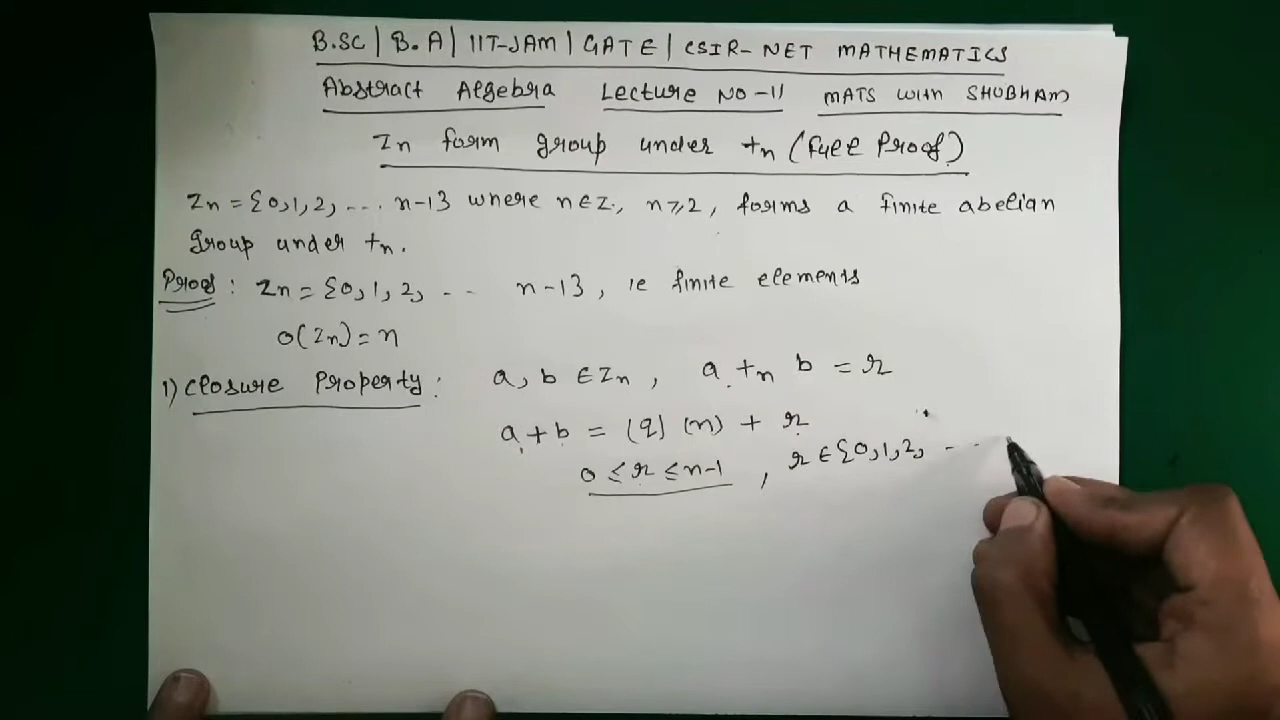 B.SC | B.A | IIT-JAM | GATE | CSIR-NET MATHEMATICS
Abstract Algebra Lecture NO-11 MATS with SHUBHAM
Zn form group under +n (Full Proof)
Zn = {0,1,2, ... n-1} where n∈Z, n≥2, forms a finite abelian
group under +n.
Proof: Zn = {0,1,2, .. n-1}, ie finite elements
O(Zn) = n
1) Closure Property: a, b ∈ Zn, a +n b = r
a + b = (q) (n) + r
0 ≤ r ≤ n-1, r ∈ {0,1,2, - -